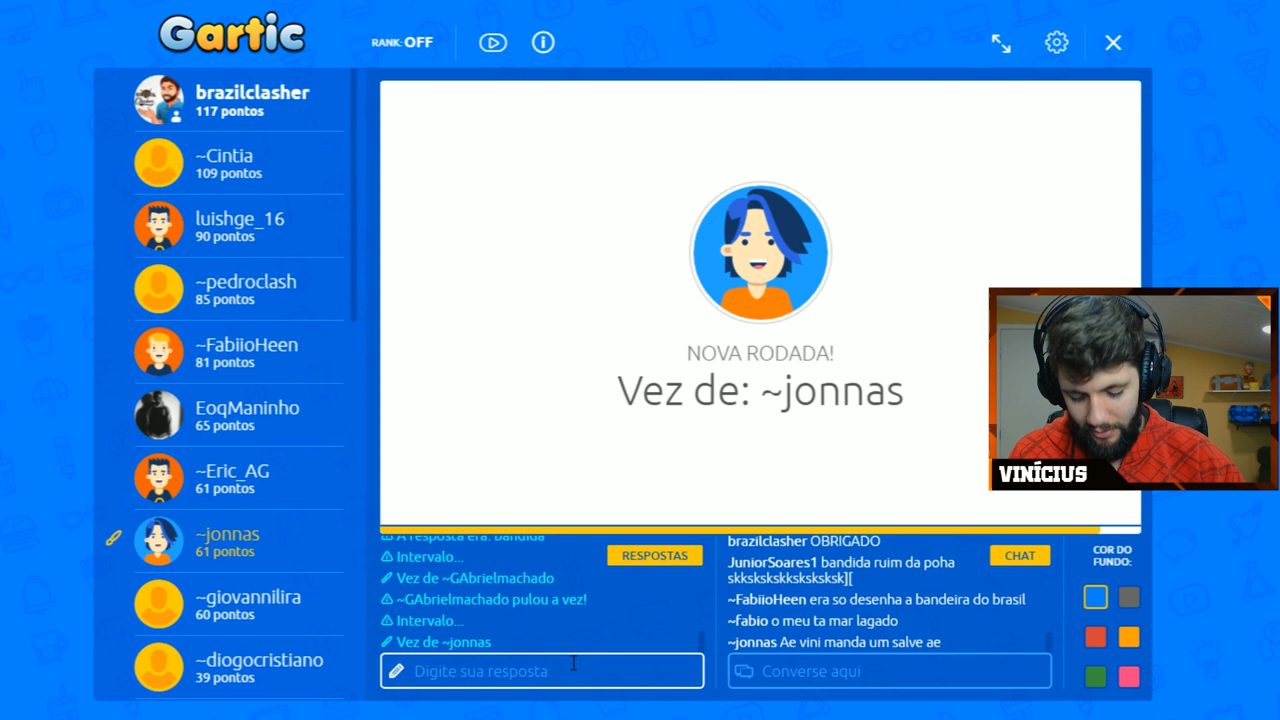 Gartic
RANK: OFF
brazilclasher
117 pontos
~Cintia
109 pontos
luishge_16
90 pontos
~pedroclash
85 pontos
~FabiioHeen
81 pontos
EoqManinho
65 pontos
~Eric_AG
61 pontos
~jonnas
61 pontos
~giovannilira
60 pontos
~diogocristiano
39 pontos
NOVA RODADA!
Vez de: ~jonnas
VINÍCIUS
A resposta era: bandida
Intervalo...
Vez de ~GAbrielmachado
~GAbrielmachado pulou a vez!
Intervalo...
Vez de ~jonnas
RESPOSTAS
Digite sua resposta
brazilclasher OBRIGADO
JuniorSoares1 bandida ruim da poha
skkskskskksksksksk][
~FabiioHeen era so desenha a bandeira do brasil
~fabio o meu ta mar lagado
~jonnas Ae vini manda um salve ae
CHAT
Converse aqui
COR DO
FUNDO: